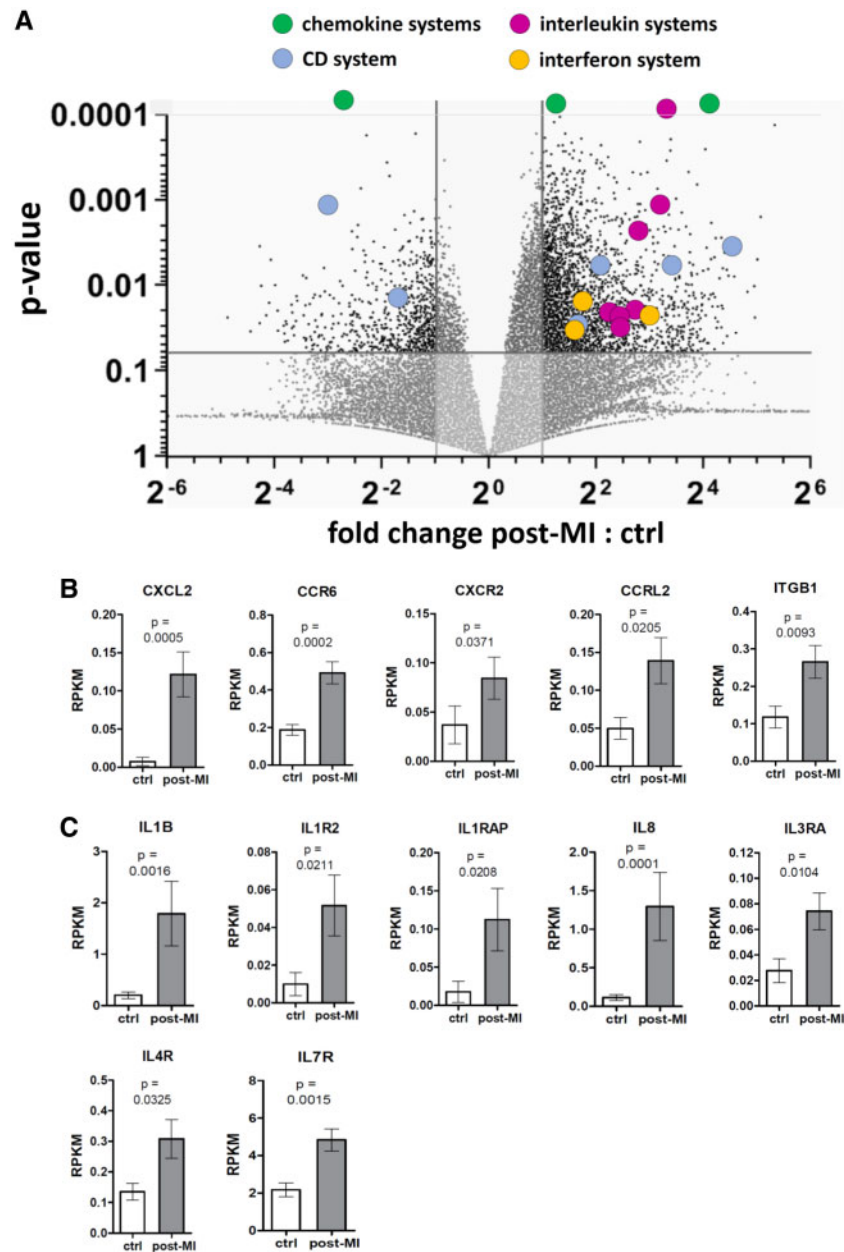 A
chemokine systems
interleukin systems
CD system
interferon system
p-value
0.0001
0.001
0.01
0.1
1
2-6
2-4
2-2
20
22
24
26
fold change post-MI : ctrl
B
CXCL2
RPKM
0.20
0.15
0.10
0.05
0.00
p =
0.0005
ctrl post-MI
CCR6
RPKM
0.8
0.6
0.4
0.2
0.0
p =
0.0002
ctrl post-MI
CXCR2
RPKM
0.15
0.10
0.05
0.00
p =
0.0371
ctrl post-MI
CCRL2
RPKM
0.20
0.15
0.10
0.05
0.00
p =
0.0205
ctrl post-MI
ITGB1
RPKM
0.4
0.3
0.2
0.1
0.0
p =
0.0093
ctrl post-MI
C
IL1B
RPKM
3
2
1
0
p =
0.0016
ctrl post-MI
IL1R2
RPKM
0.08
0.06
0.04
0.02
0.00
p =
0.0211
ctrl post-MI
IL1RAP
RPKM
0.20
0.15
0.10
0.05
0.00
p =
0.0208
ctrl post-MI
IL8
RPKM
2.0
1.5
1.0
0.5
0.0
p =
0.0001
ctrl post-MI
IL3RA
RPKM
0.12
0.10
0.08
0.06
0.04
0.02
0.00
p =
0.0104
ctrl post-MI
IL4R
RPKM
0.5
0.4
0.3
0.2
0.1
0.0
p =
0.0325
ctrl post-MI
IL7R
RPKM
8
6
4
2
0
p =
0.0015
ctrl post-MI